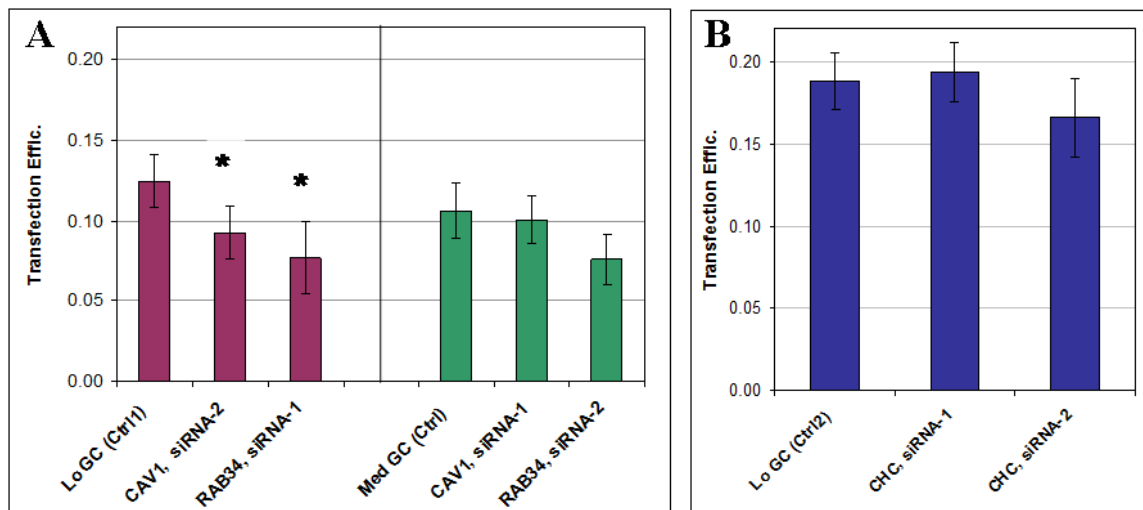 A
Transfection Effic.
0.20
0.15
0.10
0.05
0.00
*
*
Lo GC (Ctrl1)
CAV1, siRNA-2
RAB34, siRNA-1
Med GC (Ctrl)
CAV1, siRNA-1
RAB34, siRNA-2
B
Transfection Effic.
0.20
0.15
0.10
0.05
0.00
Lo GC (Ctrl2)
CHC, siRNA-1
CHC, siRNA-2